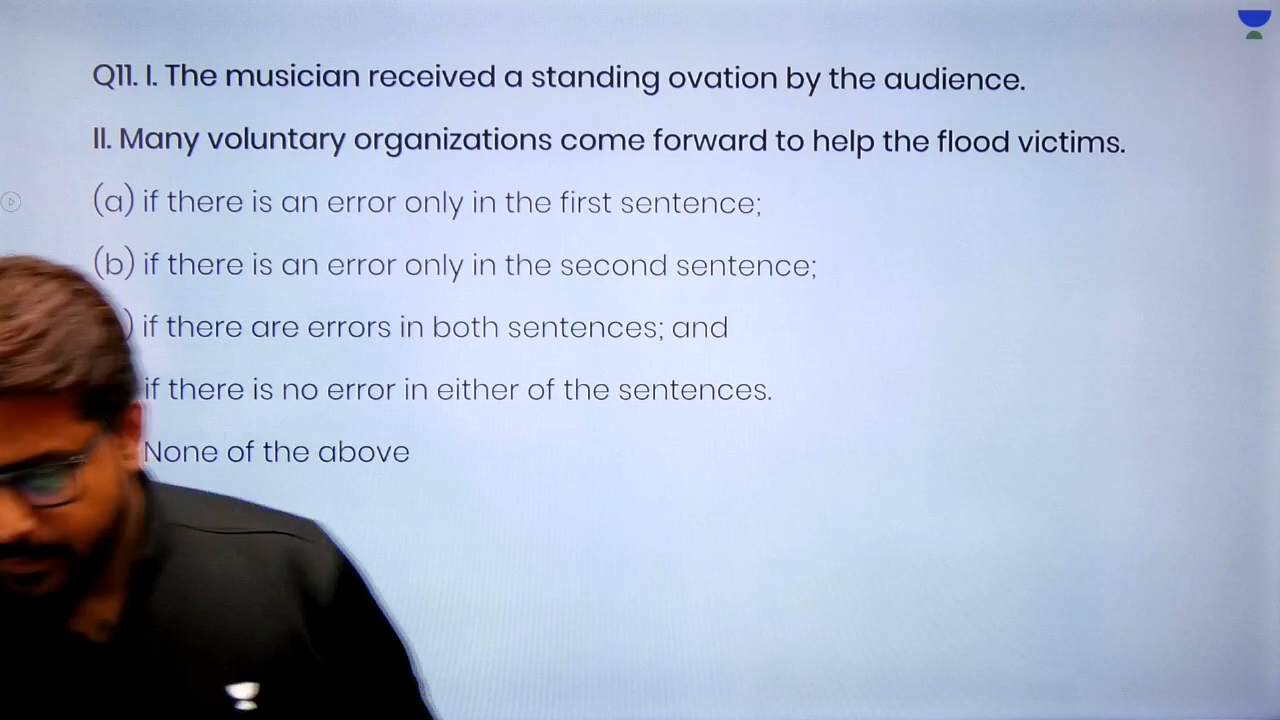 Q11. I. The musician received a standing ovation by the audience.
II. Many voluntary organizations come forward to help the flood victims.
(a) if there is an error only in the first sentence;
(b) if there is an error only in the second sentence;
) if there are errors in both sentences; and
if there is no error in either of the sentences.
None of the above